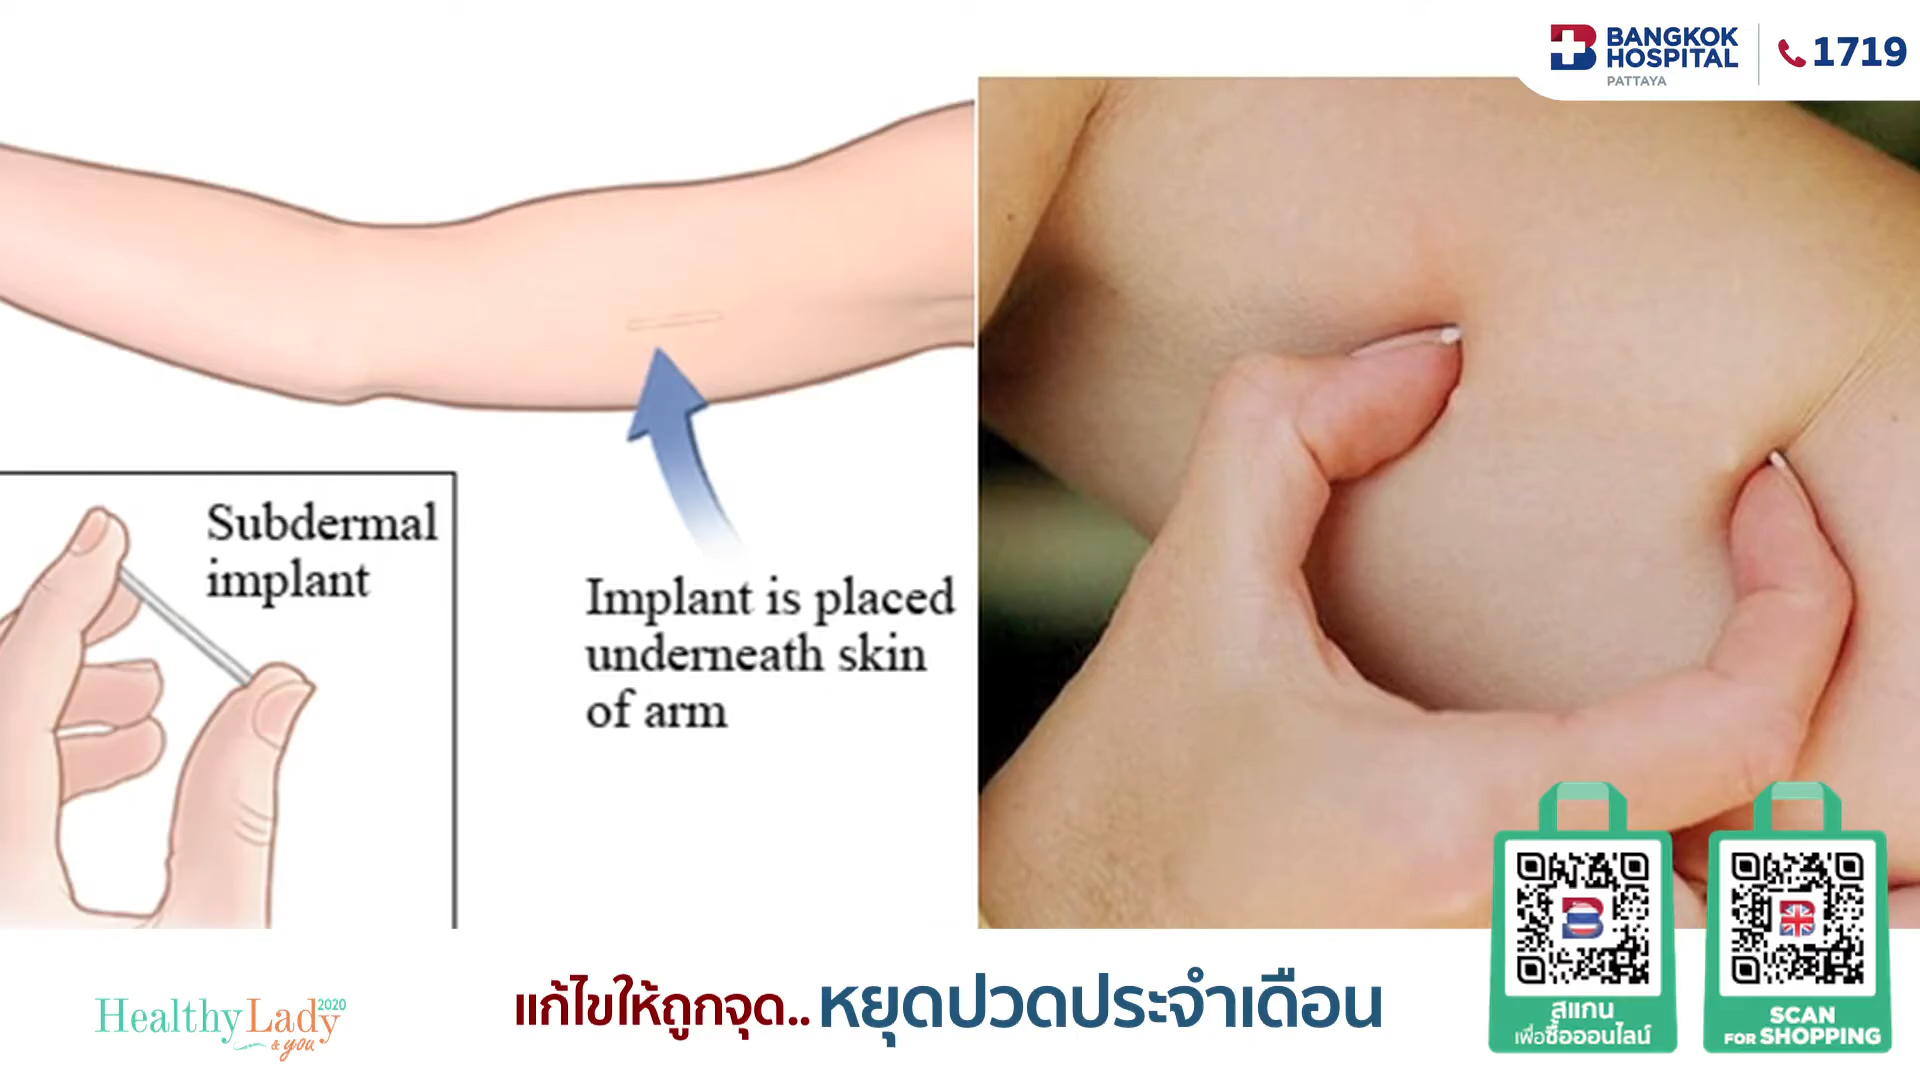 BANGKOK
HOSPITAL
PATTAYA
1719
Subdermal
implant
Implant is placed
underneath skin
of arm
Healthy Lady 2020
& you
แก้ไขให้ถูกจุด.. หยุดปวดประจำเดือน
สแกน
เพื่อซื้อออนไลน์
SCAN
FOR SHOPPING